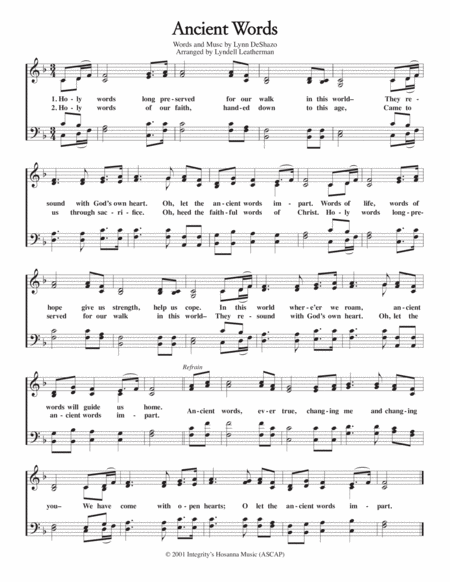 Ancient Words
Words and Music by Lynn DeShazo
Arranged by Lyndell Leatherman
1. Ho-ly words long pre-served for our walk in this world– They re-
2. Ho-ly words of our faith, hand-ed down to this age, Came to
sound with God's own heart. Oh, let the an-cient words im-part. Words of life, words of
us through sac-ri-fice. Oh, heed the faith-ful words of Christ. Ho-ly words long-pre-
hope give us strength, help us cope. In this world wher-e'er we roam, an-cient
served for our walk in this world– They re-sound with God's own heart. Oh, let the
Refrain
words will guide us home. An-cient words, ev-er true, chang-ing me and
an-cient words im-part.
chang-ing you– We have come with o-pen hearts; O let the an-cient words im-part.
© 2001 Integrity's Hosanna Music (ASCAP)